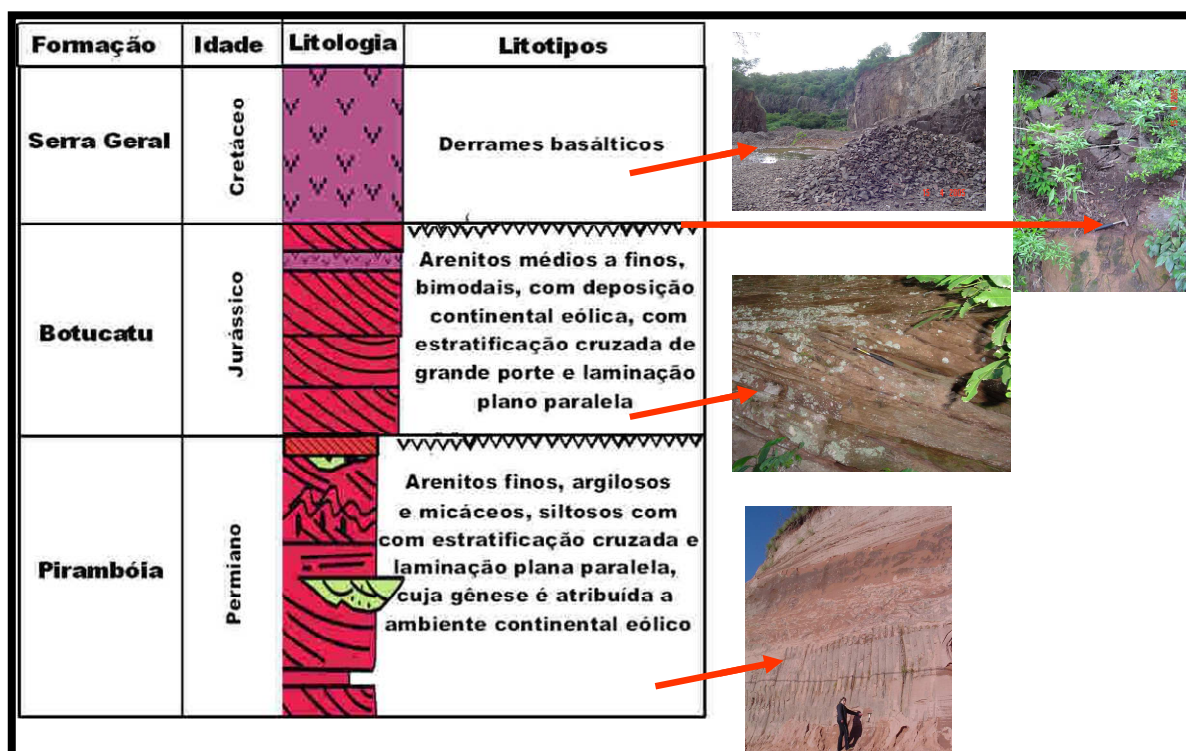 Formação Idade Litologia Litotipos
Serra Geral
Cretáceo
Derrames basálticos
Botucatu
Jurássico
Arenitos médios a finos,
bimodais, com deposição
continental eólica, com
estratificação cruzada de
grande porte e laminação
plano paralela
Pirambóia
Permiano
Arenitos finos, argilosos
e micáceos, siltosos com
com estratificação cruzada e
laminação plana paralela,
cuja gênese é atribuída a
ambiente continental eólico